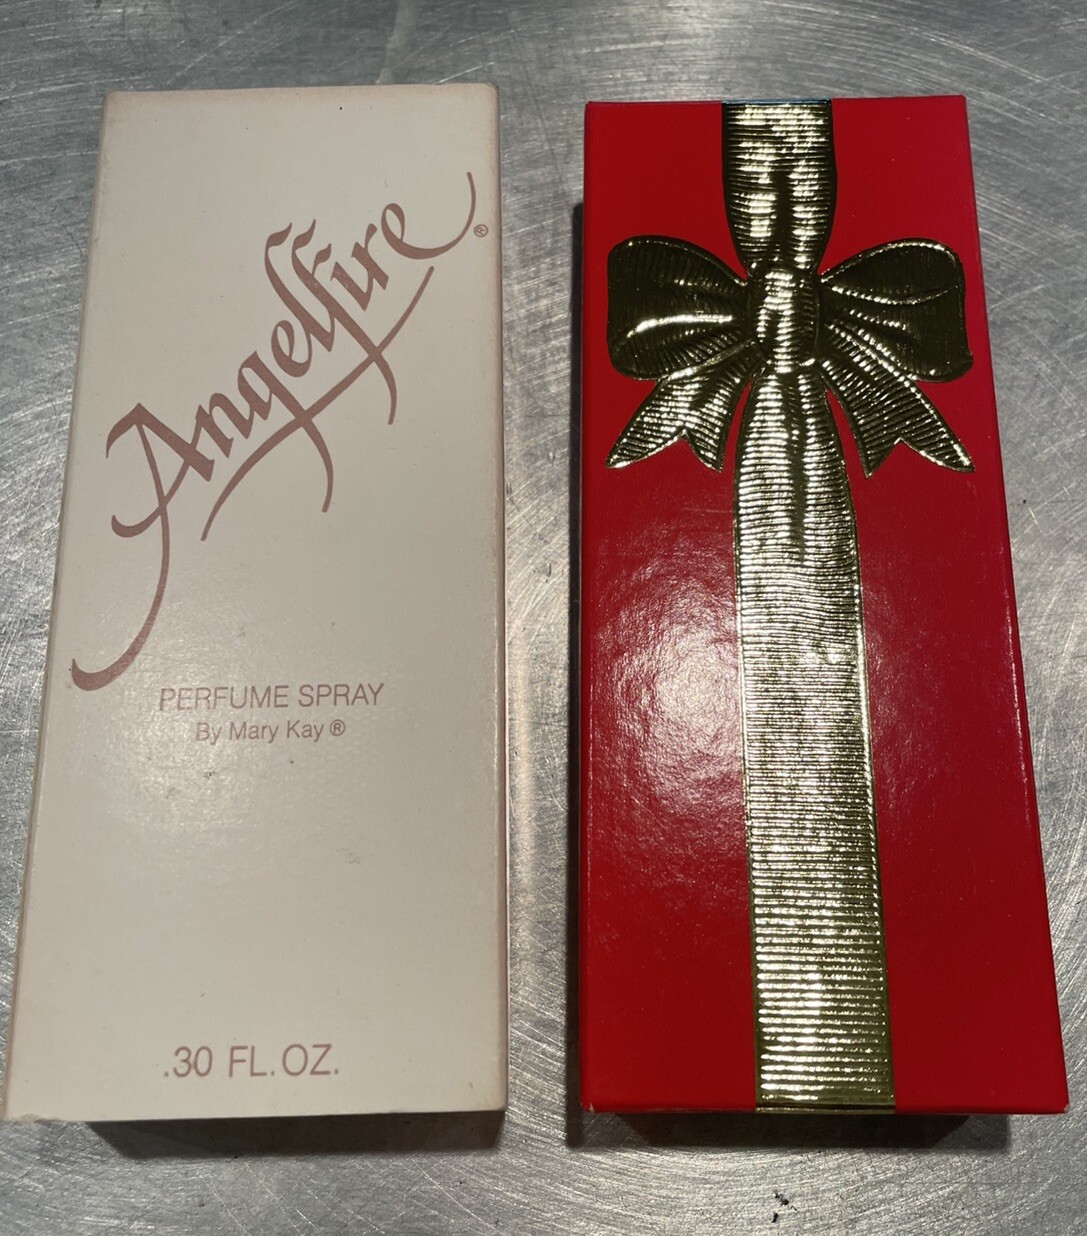 Angelfire®
PERFUME SPRAY
By Mary Kay®
.30 FL. OZ.